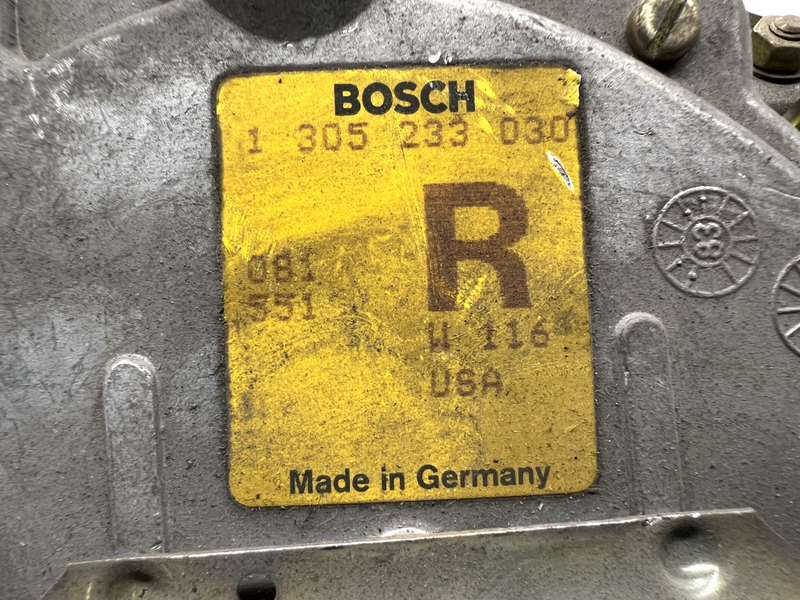 BOSCH
1 305 233 030
R
081
551
W 116
USA
Made in Germany
83